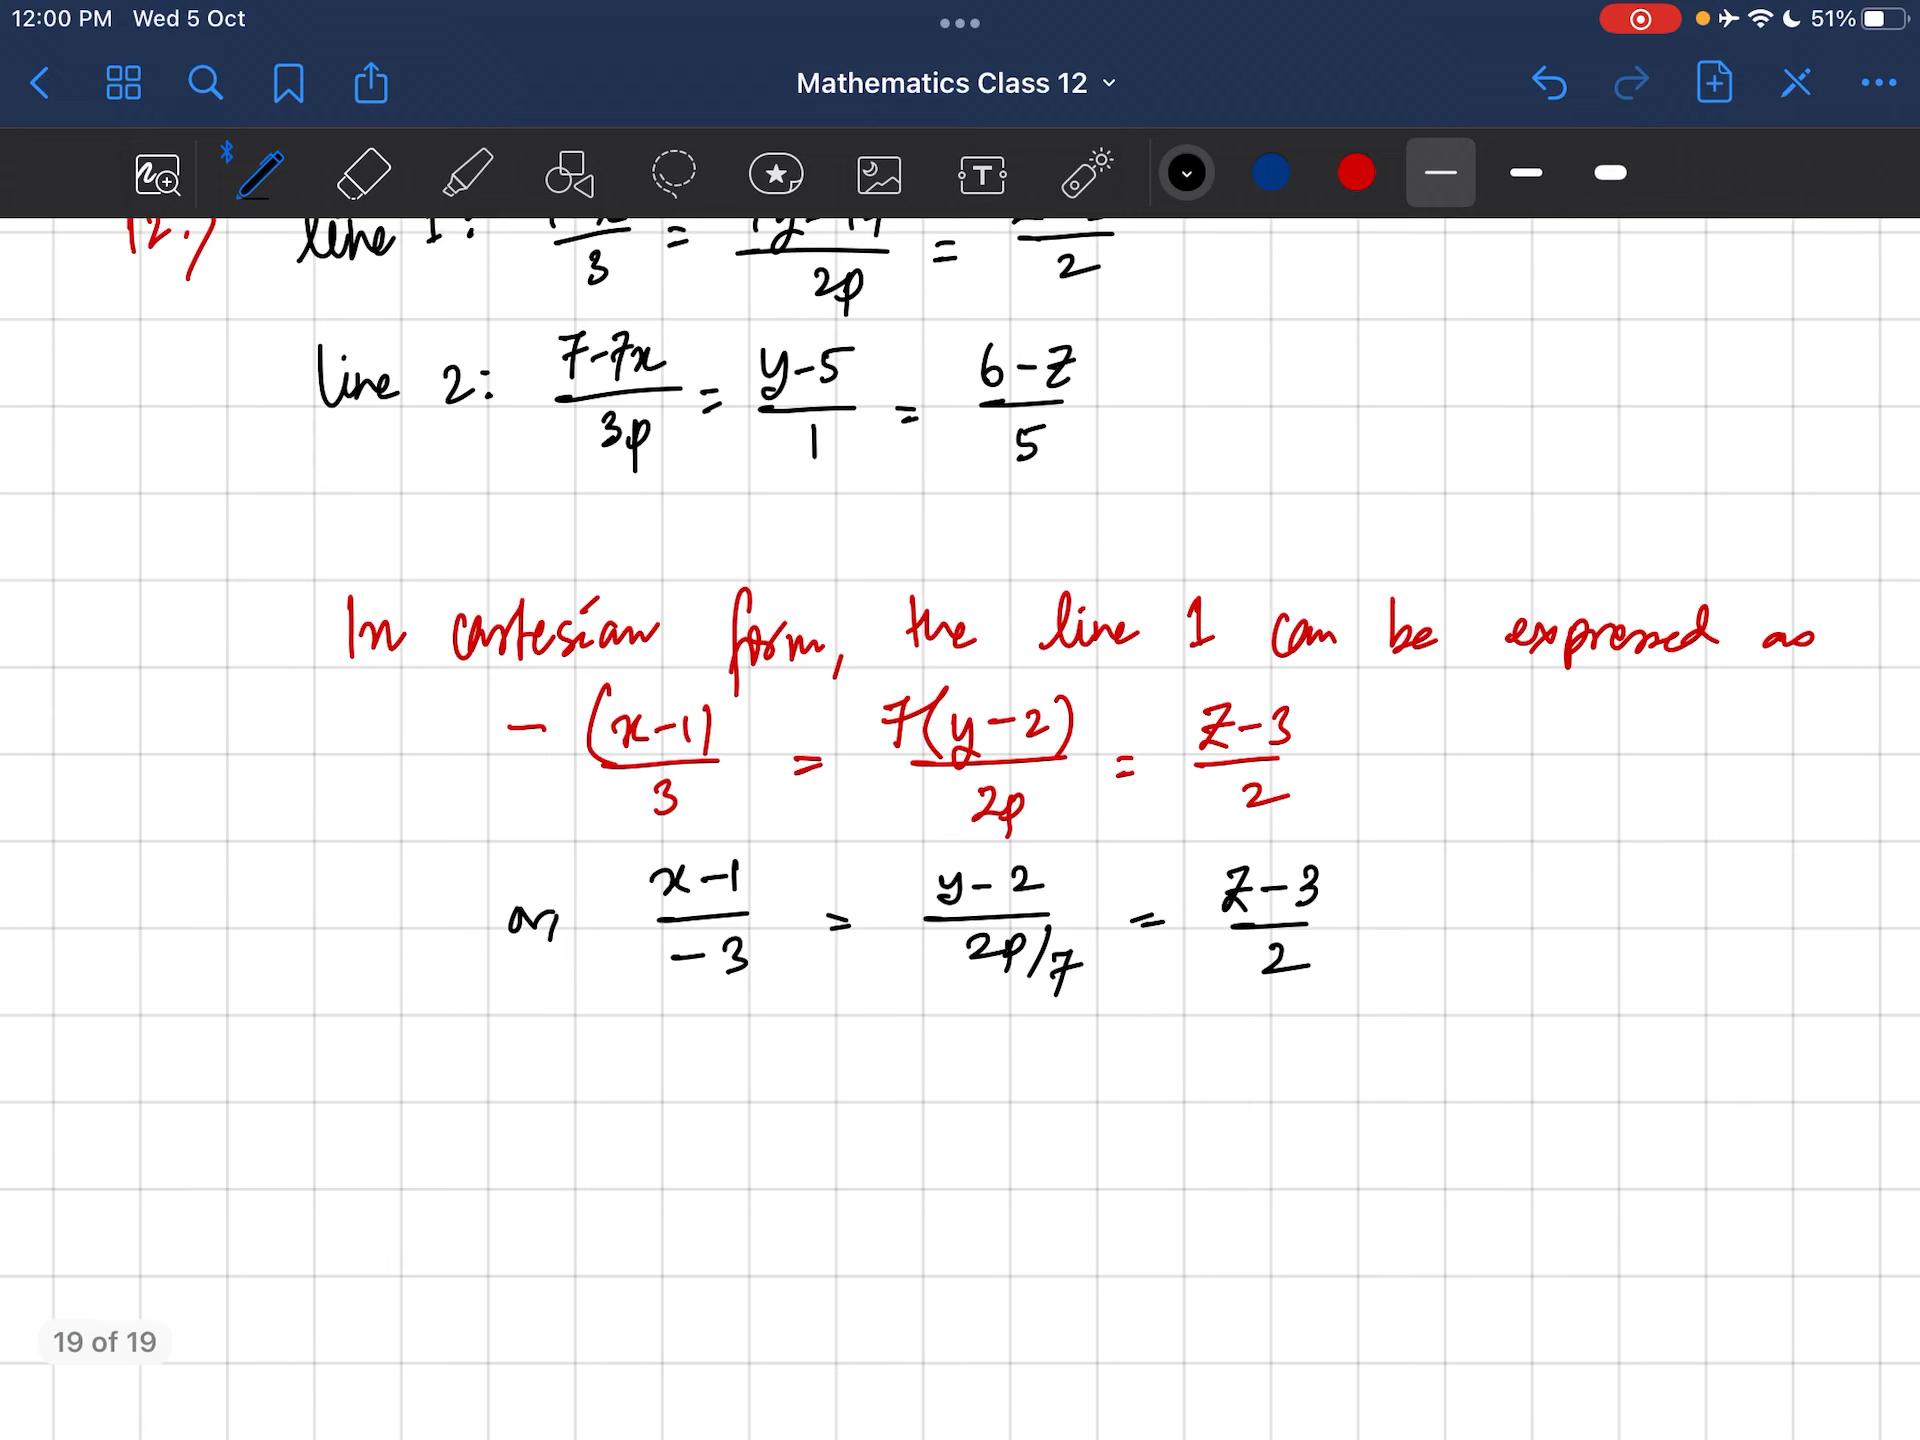 12:00 PM Wed 5 Oct
51%
Mathematics Class 12
12.) line 1: /3 = /2p = /2
line 2: 7-7x/3p = y-5/1 = 6-z/5
In cartesian form, the line 1 can be expressed as
-(x-1)/3 = 7(y-2)/2p = z-3/2
or, x-1/-3 = y-2/2p/7 = z-3/2
19 of 19